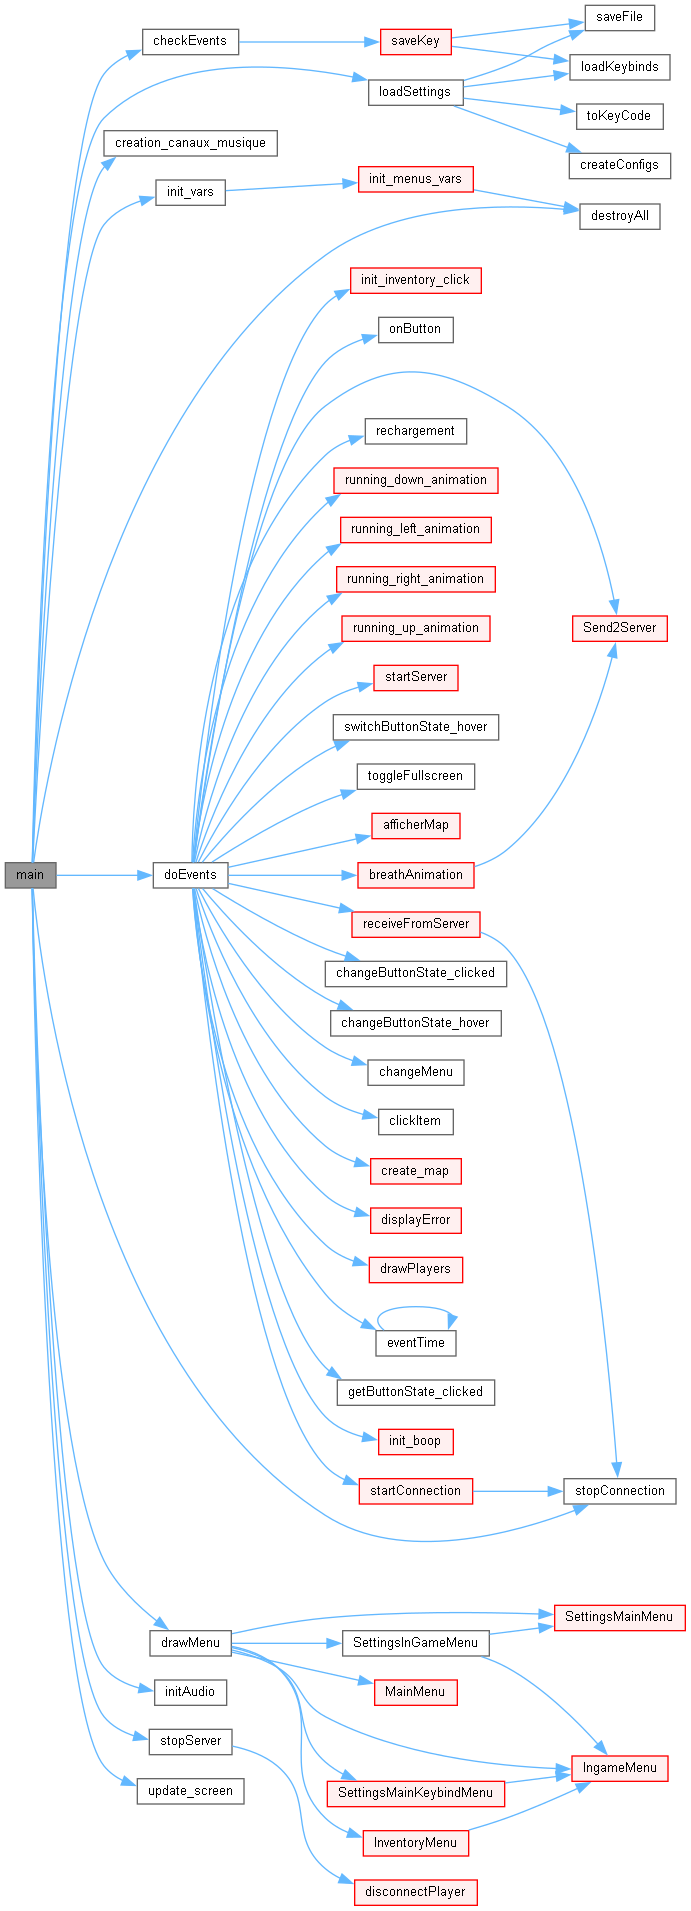 saveFile
checkEvents
saveKey
loadKeybinds
loadSettings
toKeyCode
creation_canaux_musique
createConfigs
init_menus_vars
init_vars
destroyAll
init_inventory_click
onButton
rechargement
running_down_animation
running_left_animation
running_right_animation
running_up_animation
Send2Server
startServer
switchButtonState_hover
toggleFullscreen
afficherMap
main
doEvents
breathAnimation
receiveFromServer
changeButtonState_clicked
changeButtonState_hover
changeMenu
clickItem
create_map
displayError
drawPlayers
eventTime
getButtonState_clicked
init_boop
startConnection
stopConnection
SettingsMainMenu
drawMenu
SettingsInGameMenu
initAudio
MainMenu
stopServer
IngameMenu
update_screen
SettingsMainKeybindMenu
InventoryMenu
disconnectPlayer